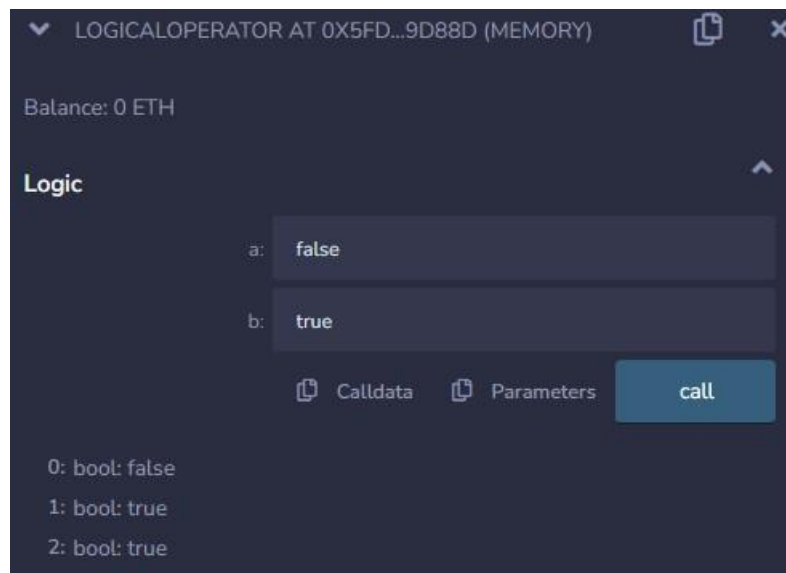 LOGICALOPERATOR AT 0X5FD...9D88D (MEMORY)
Balance: 0 ETH
Logic
a: false
b: true
Calldata Parameters call
0: bool: false
1: bool: true
2: bool: true